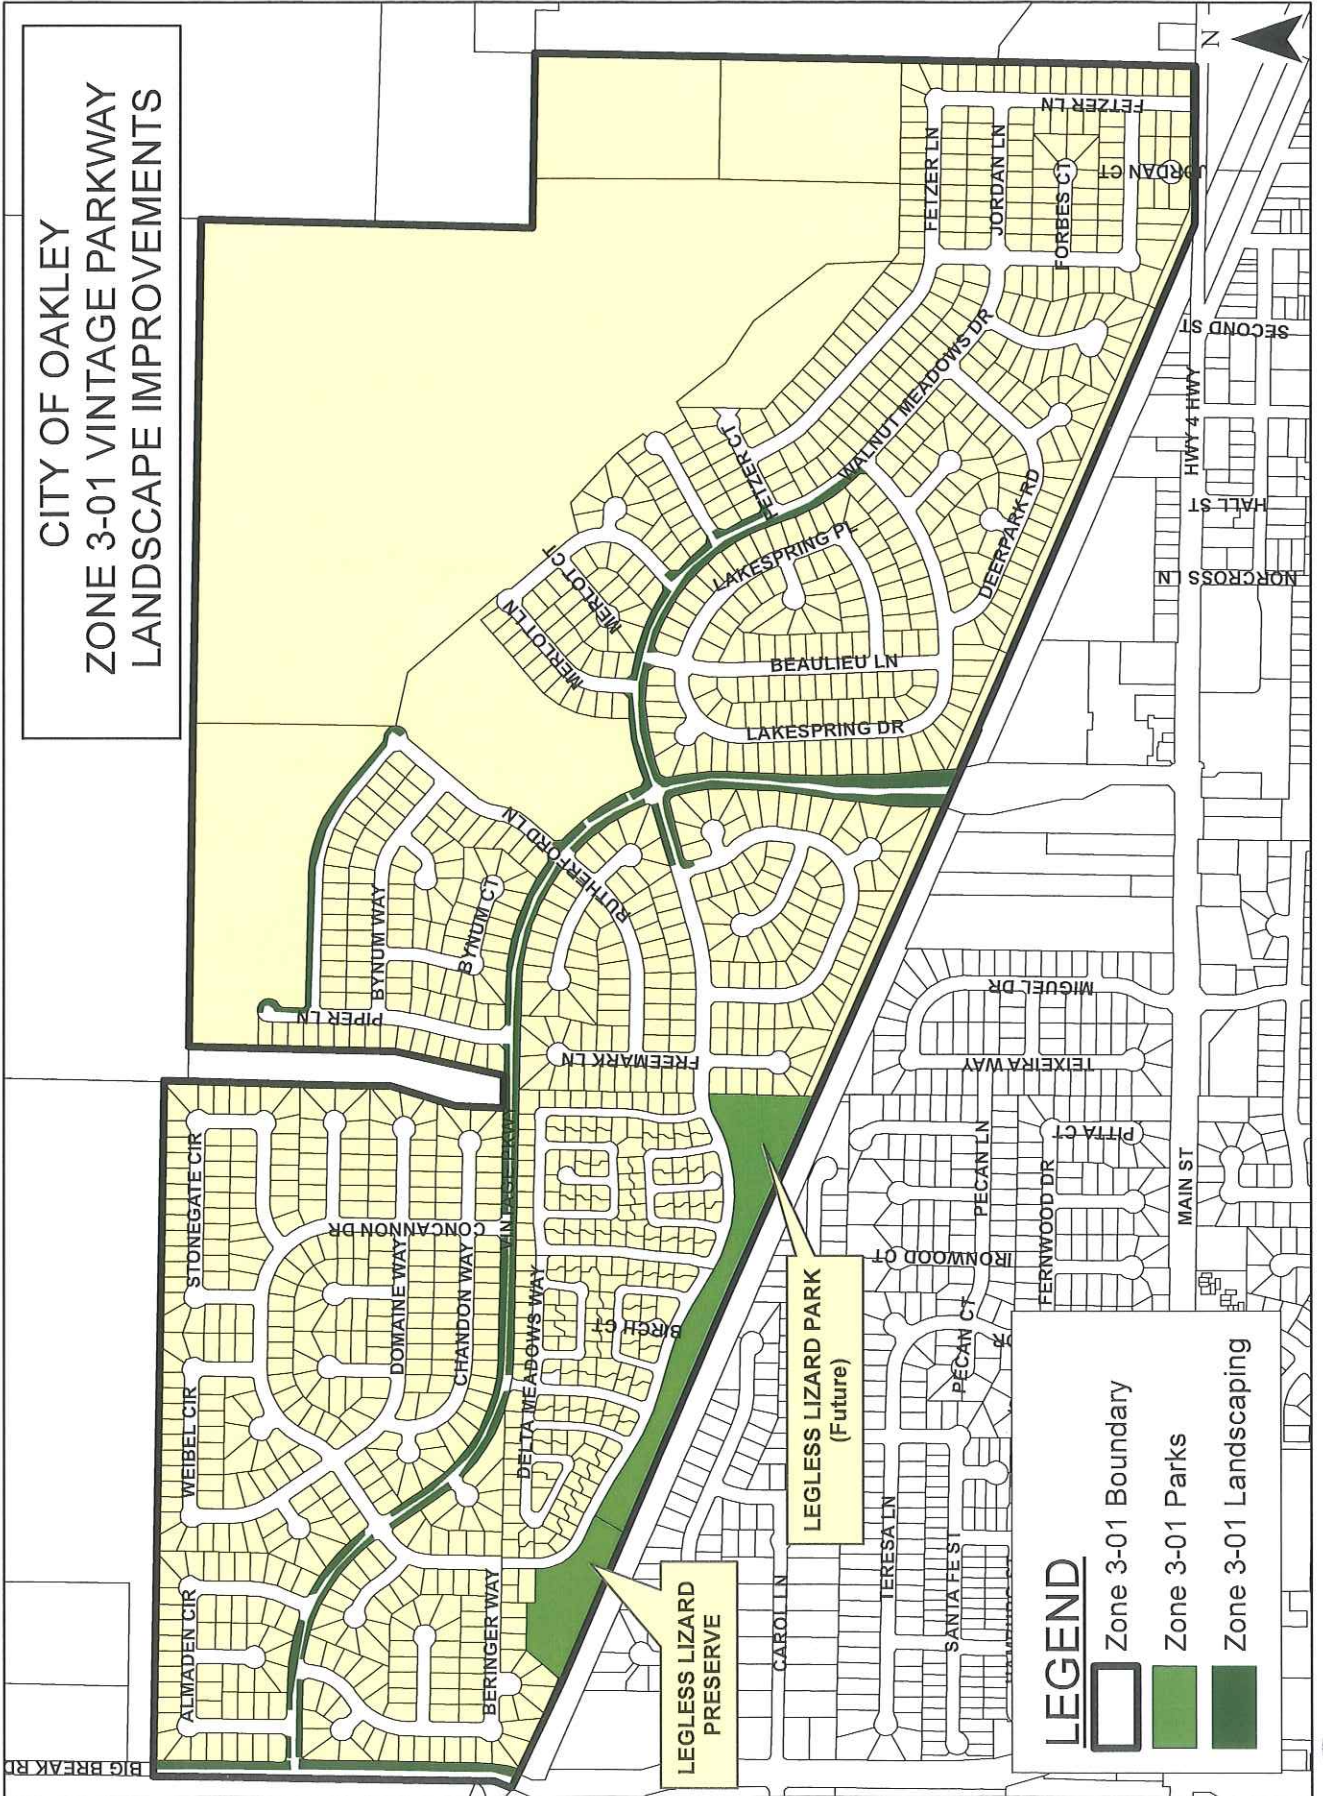 CITY OF OAKLEY
ZONE 3-01 VINTAGE PARKWAY
LANDSCAPE IMPROVEMENTS
N
BIG BREAK RD
ALMADEN CIR
WEIBEL CIR
STONEGATE CIR
CONCANNON DR
DOMAINE WAY
CHANDON WAY
VINTAGE PKWY
BERINGER WAY
DELTA MEADOWS WAY
BIRCH CT
PIPER LN
BYNUM WAY
BYNUM CT
RUTHERFORD LN
FREEMARK LN
MERLOT LN
MERLOT CT
LAKESPRING DR
BEAULIEU LN
LAKESPRING PL
FETZER CT
WALNUT MEADOWS DR
DEERPARK RD
FETZER LN
JORDAN LN
FORBES CT
JORDAN CT
FETZER LN
SECOND ST
HWY 4 HWY
HALL ST
NORCROSS LN
MIGUEL DR
TEIXEIRA WAY
PITTA CT
PECAN LN
FERNWOOD DR
MAIN ST
IRONWOOD CT
PECAN CT
DR
TERESA LN
SANTA FE ST
CAROL LN
LEGLESS LIZARD PARK
(Future)
LEGLESS LIZARD
PRESERVE
LEGEND
Zone 3-01 Boundary
Zone 3-01 Parks
Zone 3-01 Landscaping